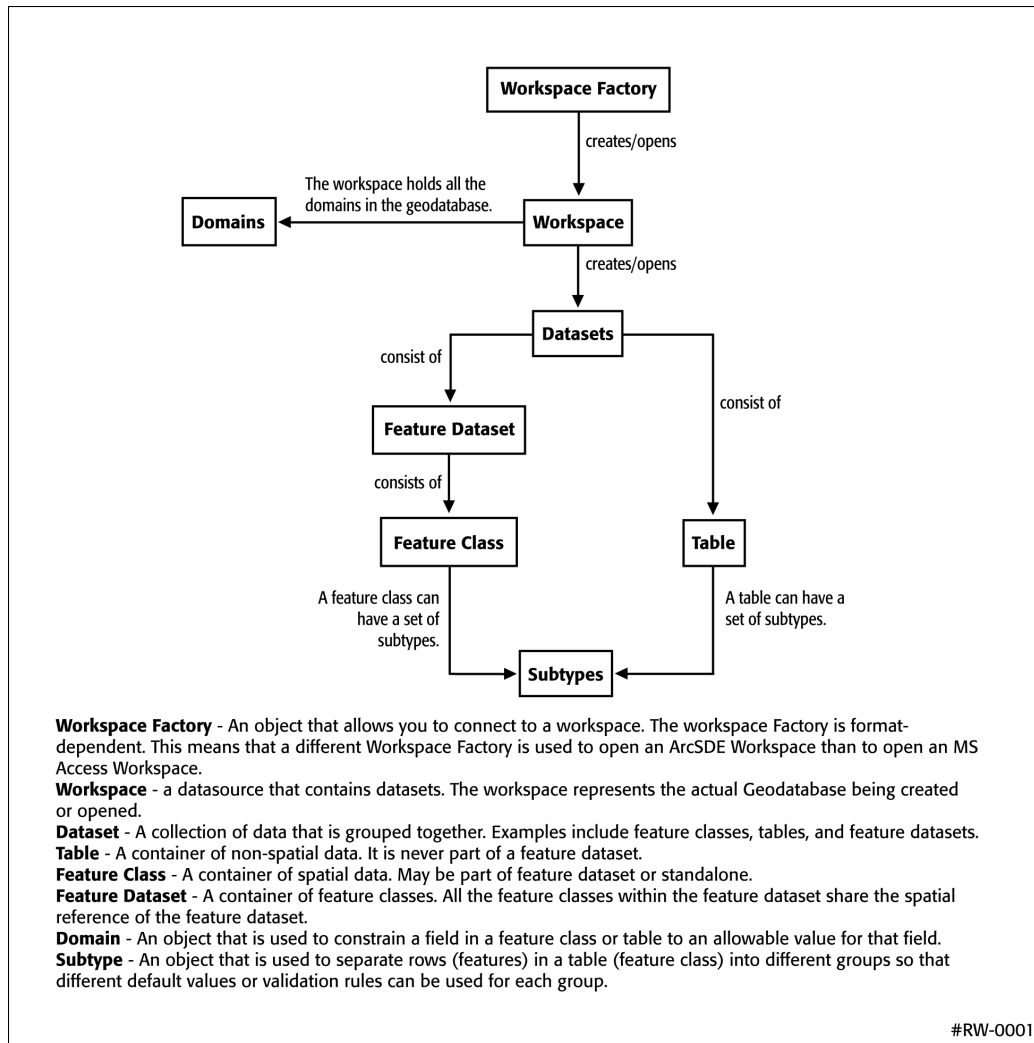 Workspace Factory
creates/opens
The workspace holds all the
domains in the geodatabase.
Domains
Workspace
creates/opens
Datasets
consist of
consist of
Feature Dataset
consists of
Feature Class
Table
A feature class can
have a set of
subtypes.
A table can have a
set of subtypes.
Subtypes
Workspace Factory - An object that allows you to connect to a workspace. The workspace Factory is format-
dependent. This means that a different Workspace Factory is used to open an ArcSDE Workspace than to open an MS
Access Workspace.
Workspace - a datasource that contains datasets. The workspace represents the actual Geodatabase being created
or opened.
Dataset - A collection of data that is grouped together. Examples include feature classes, tables, and feature datasets.
Table - A container of non-spatial data. It is never part of a feature dataset.
Feature Class - A container of spatial data. May be part of feature dataset or standalone.
Feature Dataset - A container of feature classes. All the feature classes within the feature dataset share the spatial
reference of the feature dataset.
Domain - An object that is used to constrain a field in a feature class or table to an allowable value for that field.
Subtype - An object that is used to separate rows (features) in a table (feature class) into different groups so that
different default values or validation rules can be used for each group.
#RW-0001